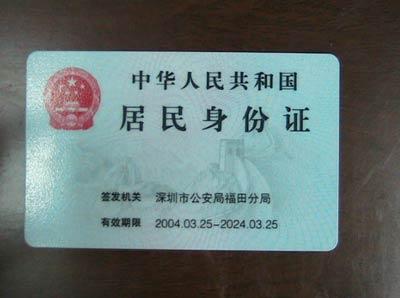 中华人民共和国
居民身份证
签发机关 深圳市公安局福田分局
有效期限 2004.03.25-2024.03.25